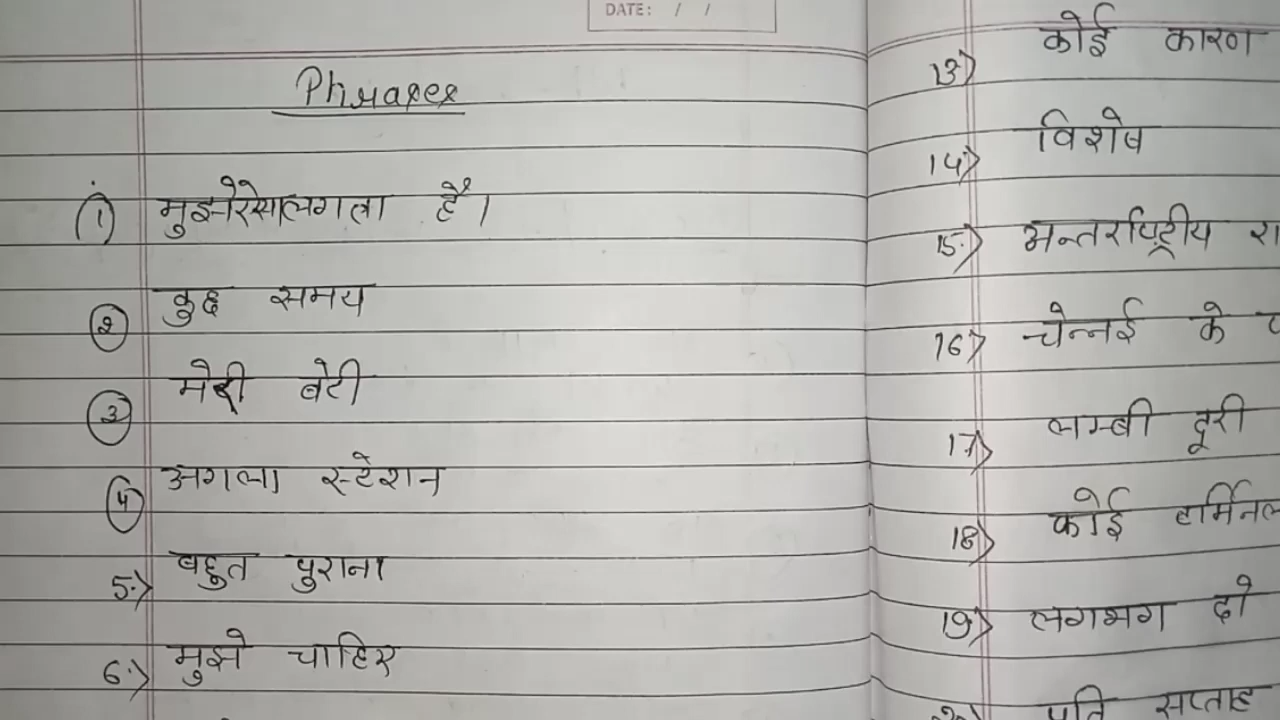 DATE: / /
Phrases
(1) मुझेऐसालगता है।
(2) कुछ समय
(3) मेरी बेटी
(4) अगला स्टेशन
5.) बहुत पुराना
6.) मुझे चाहिए
13) कोई कारण
14) विशेष
15.) अन्तर्राष्ट्रीय
16) चेन्नई के
17) लम्बी दूरी
18) कोई टर्मिनल
19) लगभग दो
प्रति सप्ताह